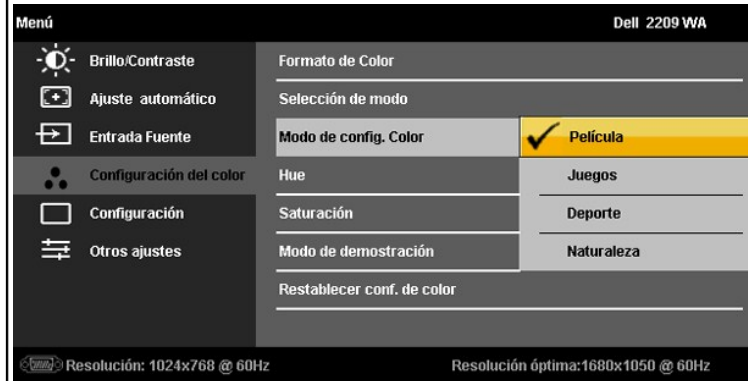 Menú
Dell 2209 WA
Brillo/Contraste
Ajuste automático
Entrada Fuente
Configuración del color
Configuración
Otros ajustes
Formato de Color
Selección de modo
Modo de config. Color
Hue
Saturación
Modo de demostración
Restablecer conf. de color
Película
Juegos
Deporte
Naturaleza
Resolución: 1024x768 @ 60Hz
Resolución óptima:1680x1050 @ 60Hz